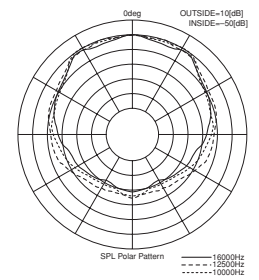 0deg
OUTSIDE=10[dB]
INSIDE=-50[dB]
SPL Polar Pattern
16000Hz
12500Hz
10000Hz